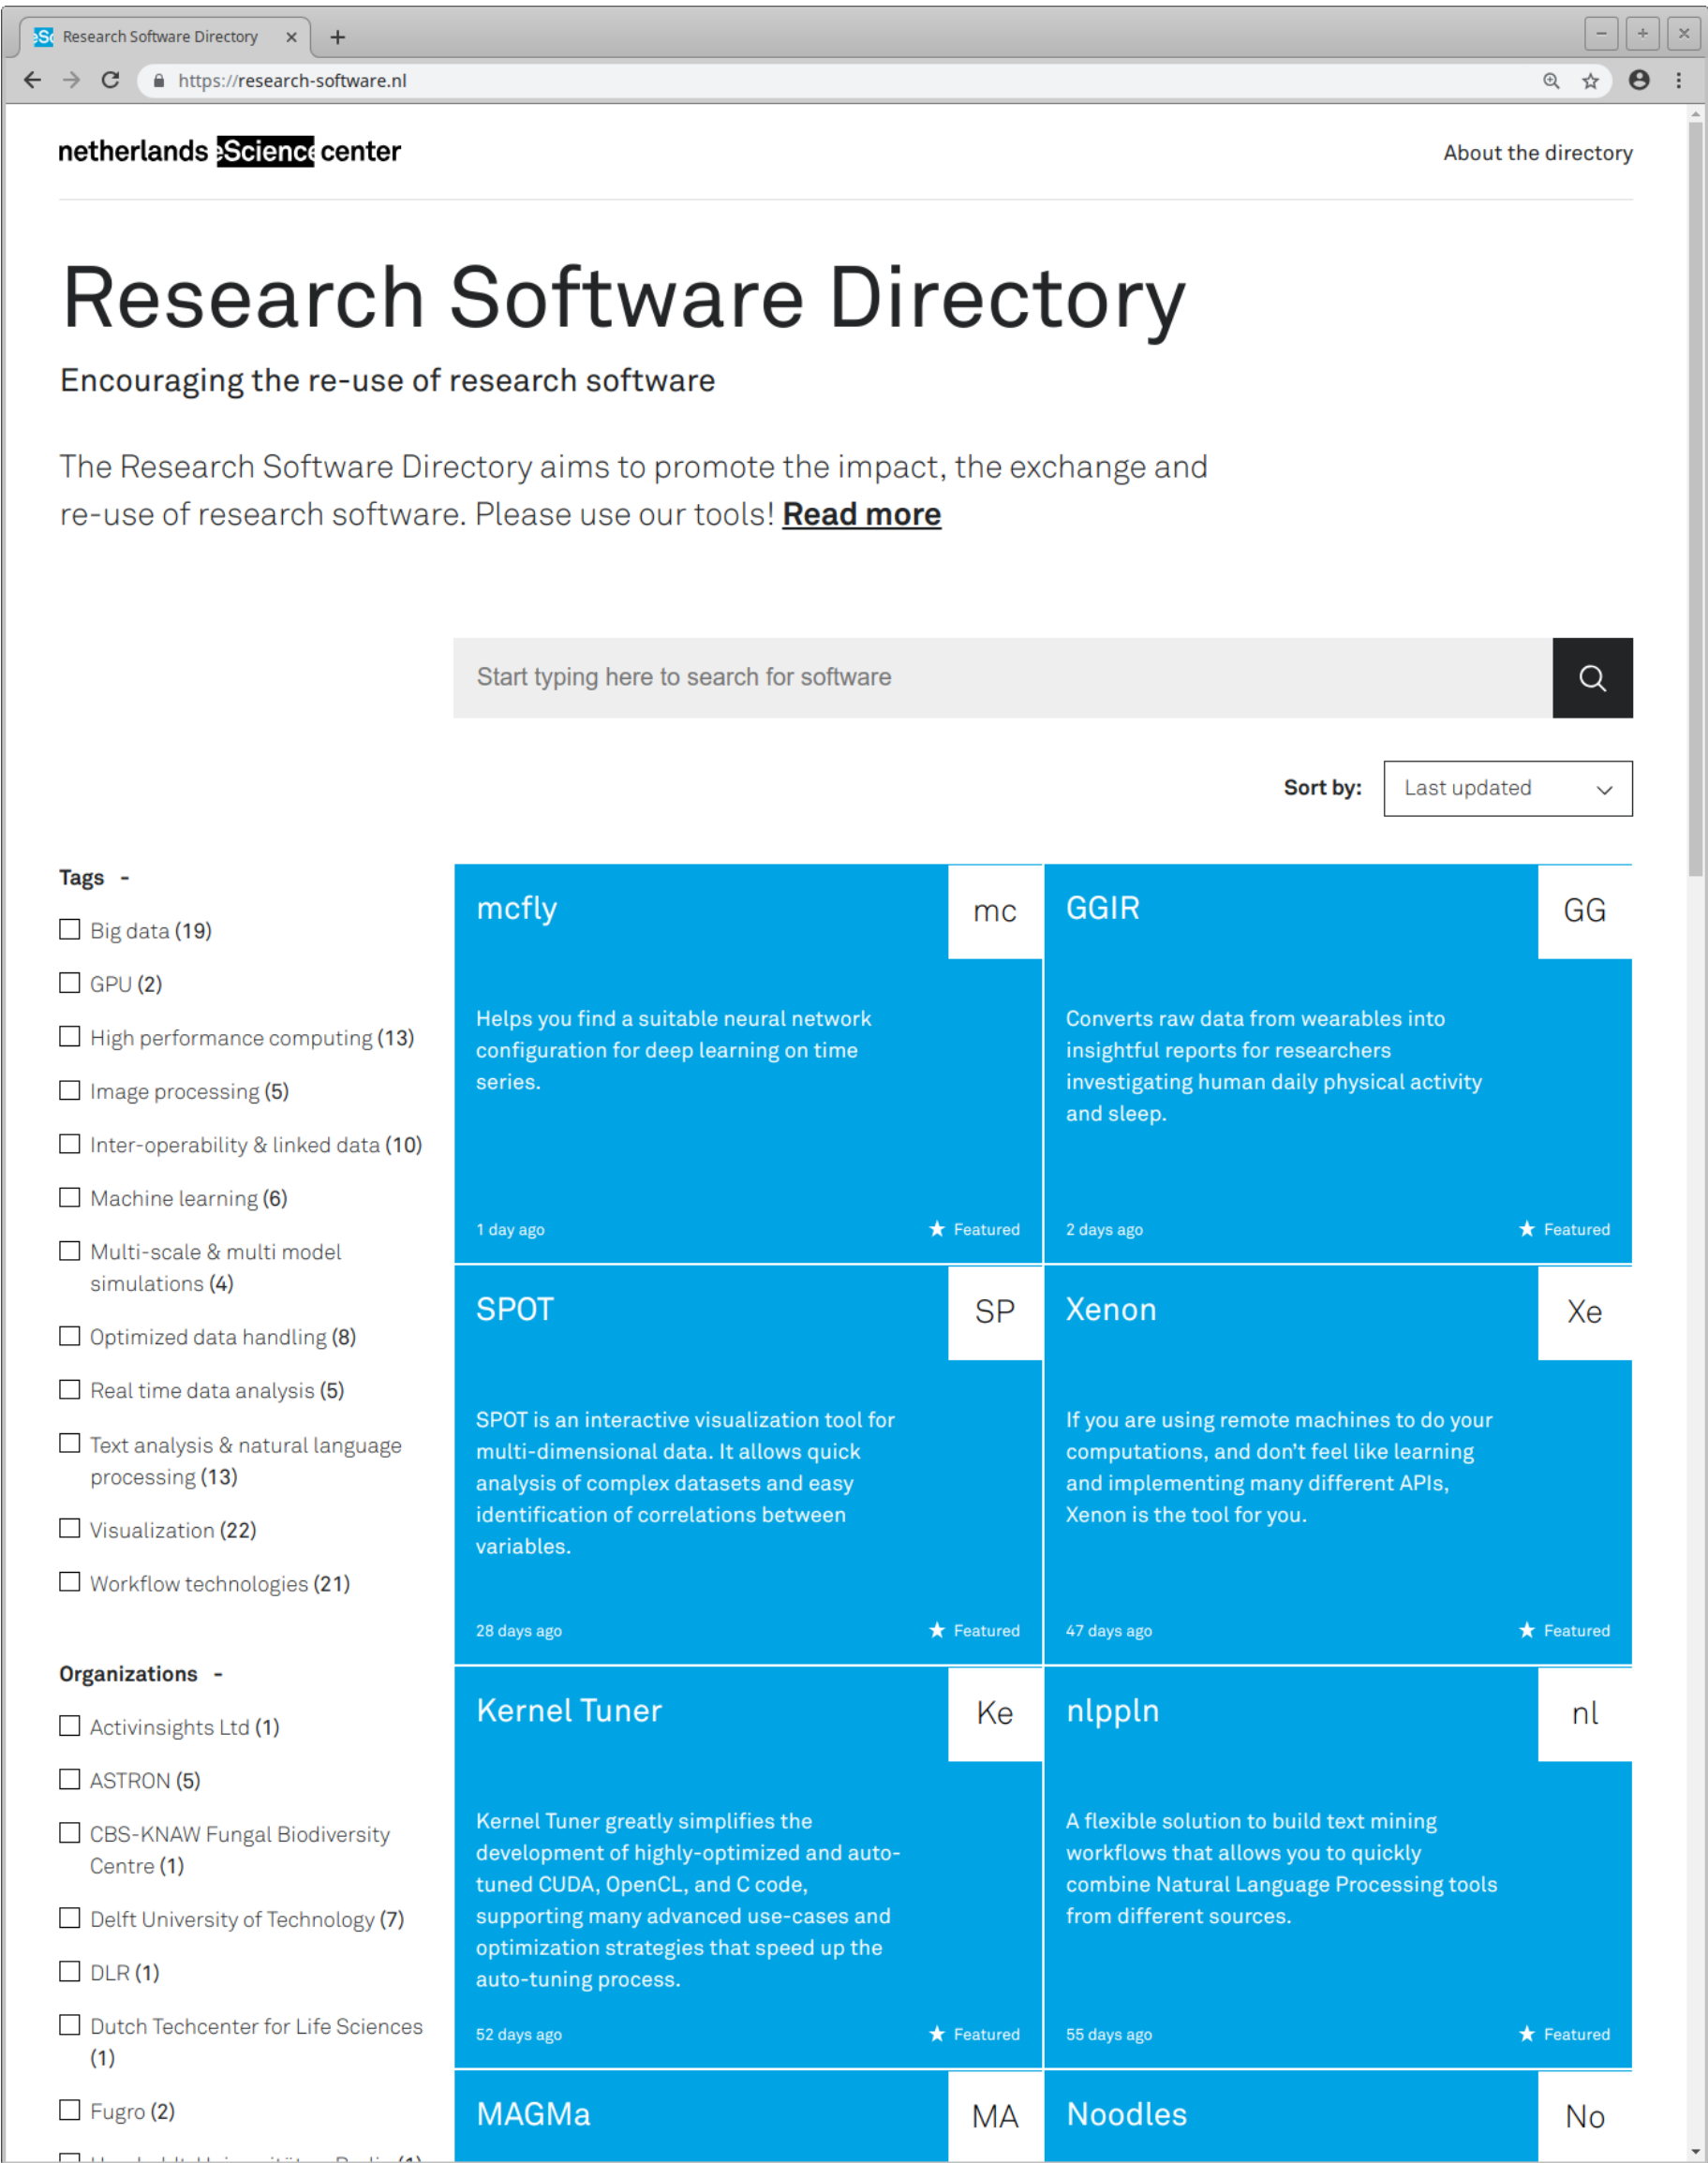 Research Software Directory
https://research-software.nl
netherlands eScience center
About the directory
Research Software Directory
Encouraging the re-use of research software
The Research Software Directory aims to promote the impact, the exchange and
re-use of research software. Please use our tools! Read more
Start typing here to search for software
Sort by: Last updated
Tags -
Big data (19)
GPU (2)
High performance computing (13)
Image processing (5)
Inter-operability & linked data (10)
Machine learning (6)
Multi-scale & multi model
simulations (4)
Optimized data handling (8)
Real time data analysis (5)
Text analysis & natural language
processing (13)
Visualization (22)
Workflow technologies (21)
Organizations -
Activinsights Ltd (1)
ASTRON (5)
CBS-KNAW Fungal Biodiversity
Centre (1)
Delft University of Technology (7)
DLR (1)
Dutch Techcenter for Life Sciences
(1)
Fugro (2)
mcfly
mc
Helps you find a suitable neural network
configuration for deep learning on time
series.
1 day ago
★ Featured
GGIR
GG
Converts raw data from wearables into
insightful reports for researchers
investigating human daily physical activity
and sleep.
2 days ago
★ Featured
SPOT
SP
SPOT is an interactive visualization tool for
multi-dimensional data. It allows quick
analysis of complex datasets and easy
identification of correlations between
variables.
28 days ago
★ Featured
Xenon
Xe
If you are using remote machines to do your
computations, and don't feel like learning
and implementing many different APIs,
Xenon is the tool for you.
47 days ago
★ Featured
Kernel Tuner
Ke
Kernel Tuner greatly simplifies the
development of highly-optimized and auto-
tuned CUDA, OpenCL, and C code,
supporting many advanced use-cases and
optimization strategies that speed up the
auto-tuning process.
52 days ago
★ Featured
nlppln
nl
A flexible solution to build text mining
workflows that allows you to quickly
combine Natural Language Processing tools
from different sources.
55 days ago
★ Featured
MAGMa
MA
Noodles
No